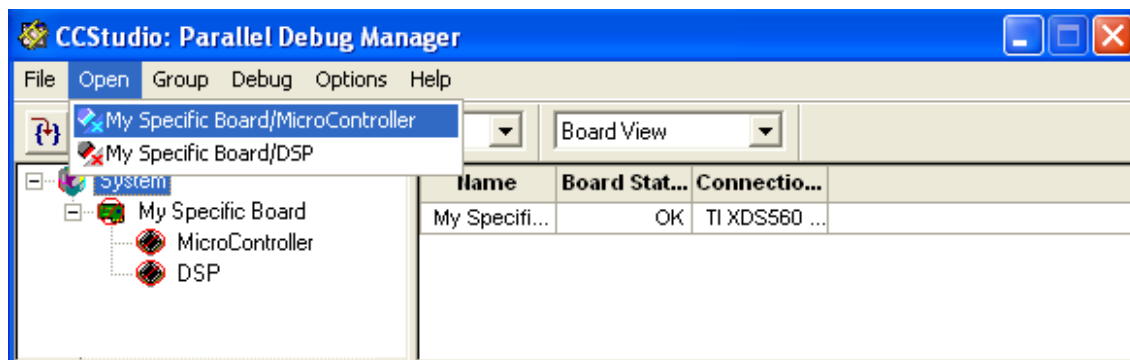 CCStudio: Parallel Debug Manager
File Open Group Debug Options Help
My Specific Board/MicroController
Board View
My Specific Board/DSP
System
Name Board Stat... Connectio...
My Specific Board
My Specifi... OK TI XDS560 ...
MicroController
DSP